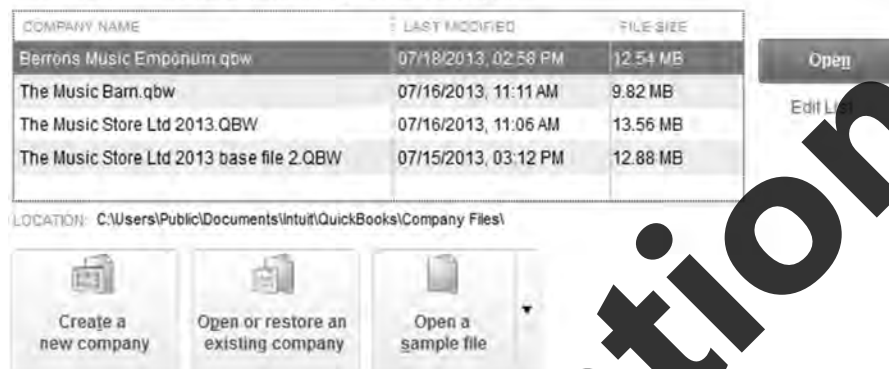 COMPANY NAME LAST MODIFIED FILE SIZE
Berrons Music Emporium.qbw 07/18/2013, 02:58 PM 12.54 MB Open
The Music Barn.qbw 07/16/2013, 11:11 AM 9.82 MB
Edit List
The Music Store Ltd 2013.QBW 07/16/2013, 11:06 AM 13.56 MB
The Music Store Ltd 2013 base file 2.QBW 07/15/2013, 03:12 PM 12.88 MB
LOCATION: C:\Users\Public\Documents\Intuit\QuickBooks\Company Files\
Create a
new company
Open or restore an
existing company
Open a
sample file
tion